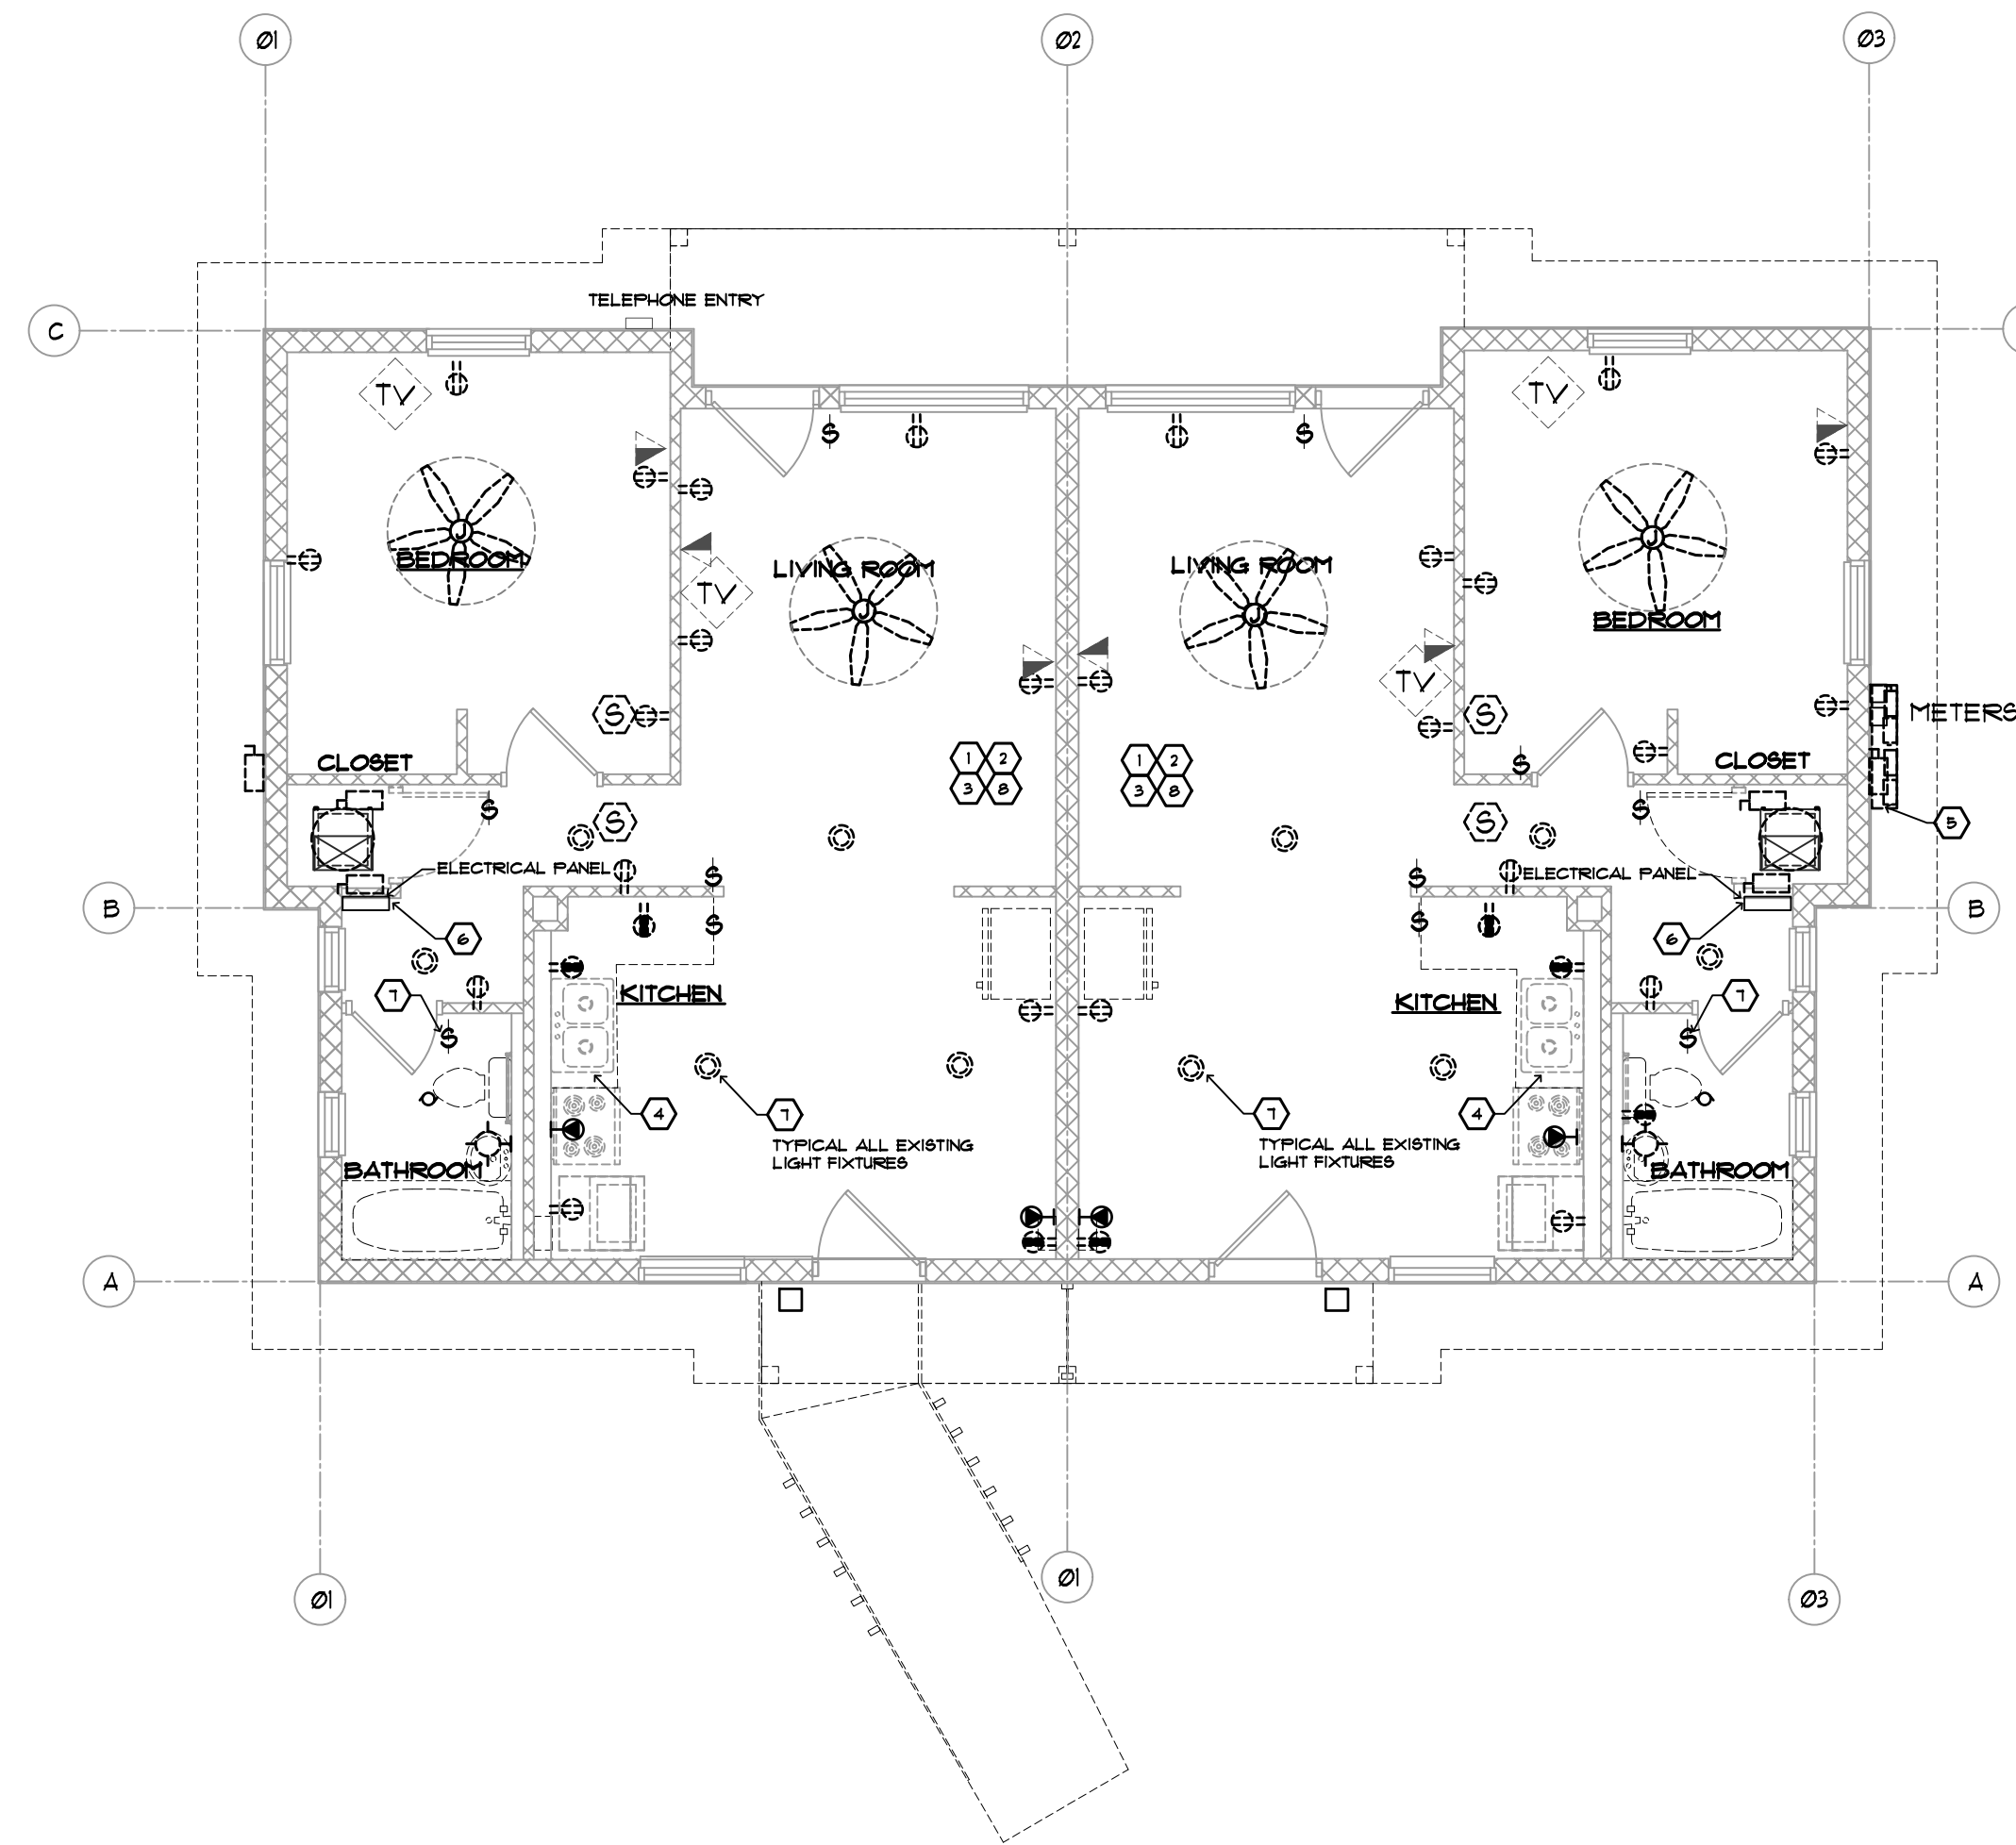 Ø1
Ø2
Ø3
TELEPHONE ENTRY
C
TV
TV
J
BEDROOM
LIVING ROOM
J
TV
S
S
LIVING ROOM
J
TV
J
BEDROOM
S
S
METERS
CLOSET
S
1 2
3 8
1 2
3 8
S
CLOSET
S
S
S
S
5
ELECTRICAL PANEL
S
S
ELECTRICAL PANEL
B
6
S
S
6
B
7
KITCHEN
KITCHEN
7
S
S
4
7
7
4
TYPICAL ALL EXISTING
LIGHT FIXTURES
TYPICAL ALL EXISTING
LIGHT FIXTURES
BATHROOM
BATHROOM
A
A
Ø1
Ø1
Ø3